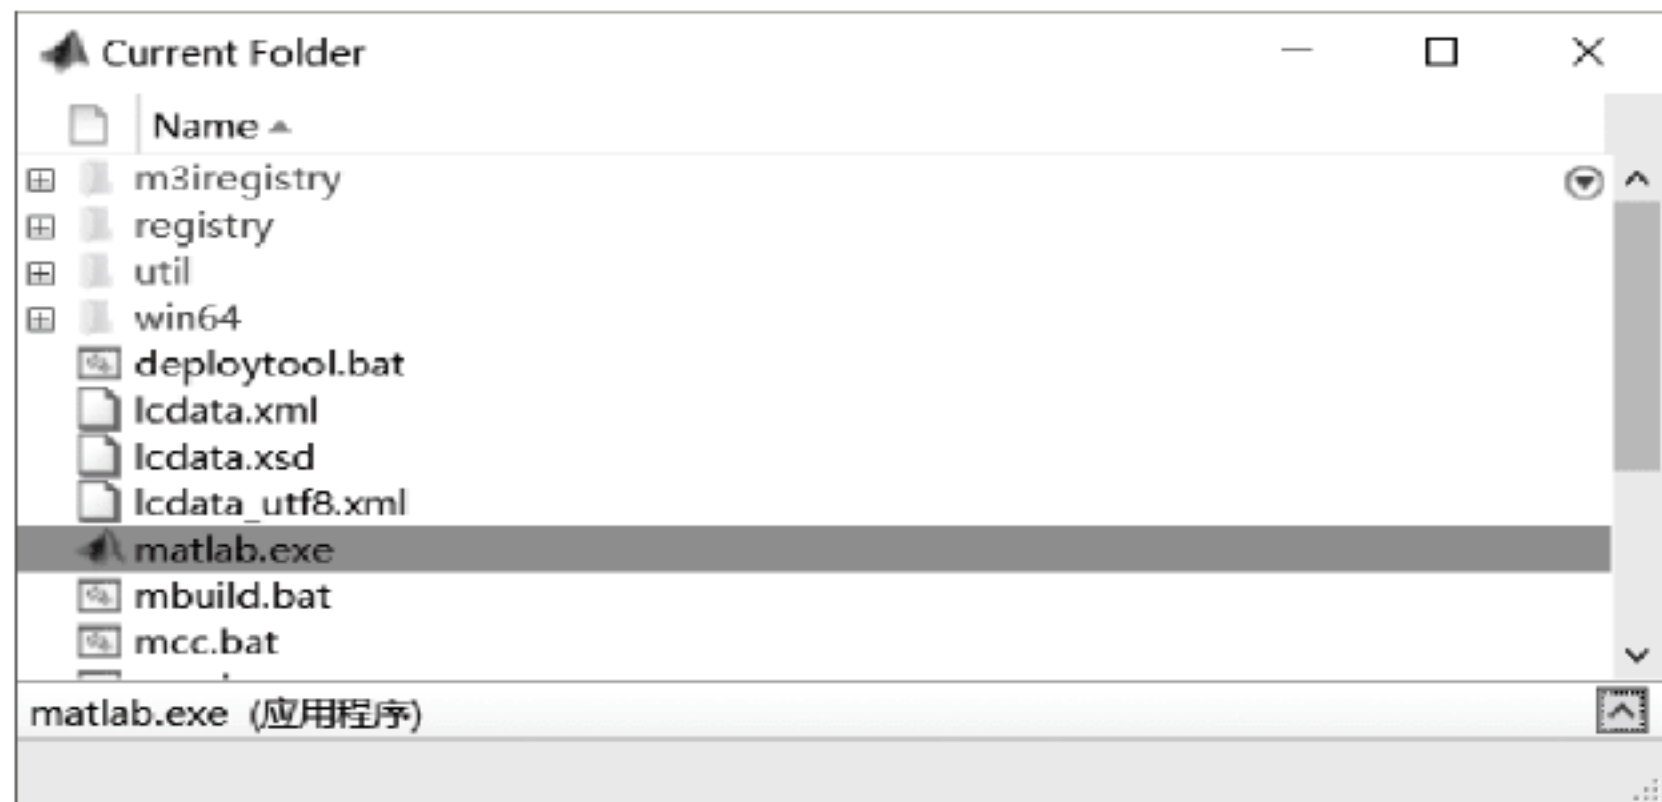 Current Folder
Name
m3iregistry
registry
util
win64
deploytool.bat
lcdata.xml
lcdata.xsd
lcdata_utf8.xml
matlab.exe
mbuild.bat
mcc.bat
matlab.exe (应用程序)